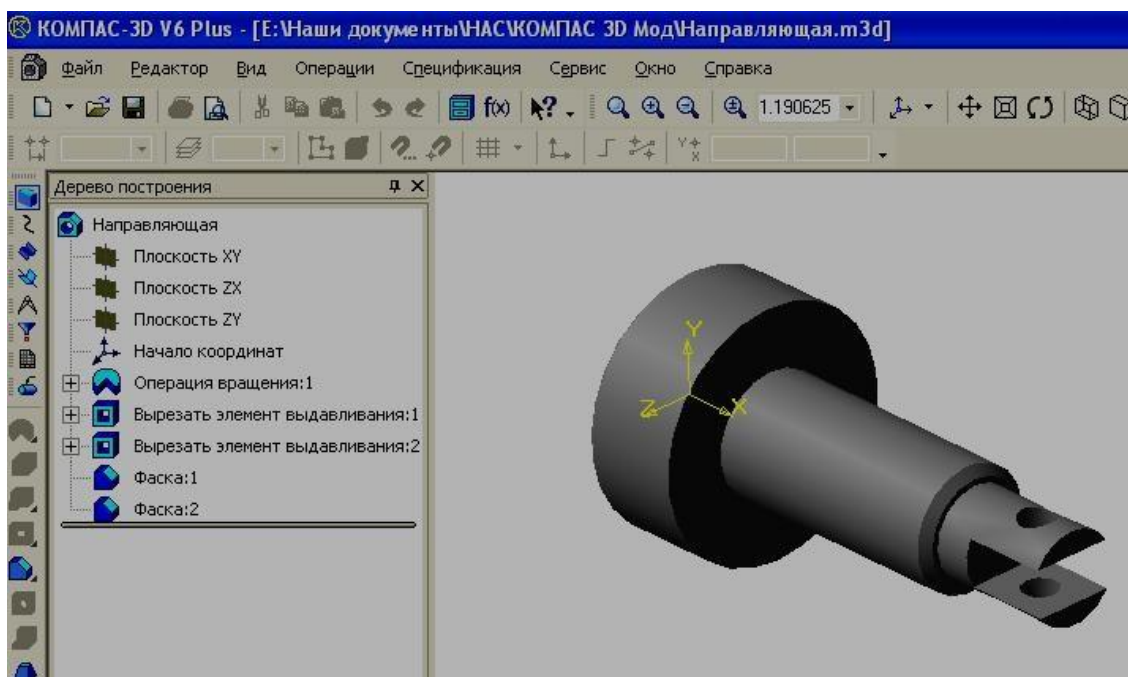 КОМПАС-3D V6 Plus - [E:\Наши документы\НАС\КОМПАС 3D Мод\Направляющая.m3d]
Файл Редактор Вид Операции Спецификация Сервис Окно Справка
f(x) 1.190625
Дерево построения
Направляющая
Плоскость XY
Плоскость ZX
Плоскость ZY
Начало координат
Операция вращения:1
Вырезать элемент выдавливания:1
Вырезать элемент выдавливания:2
Фаска:1
Фаска:2
Y
Z X